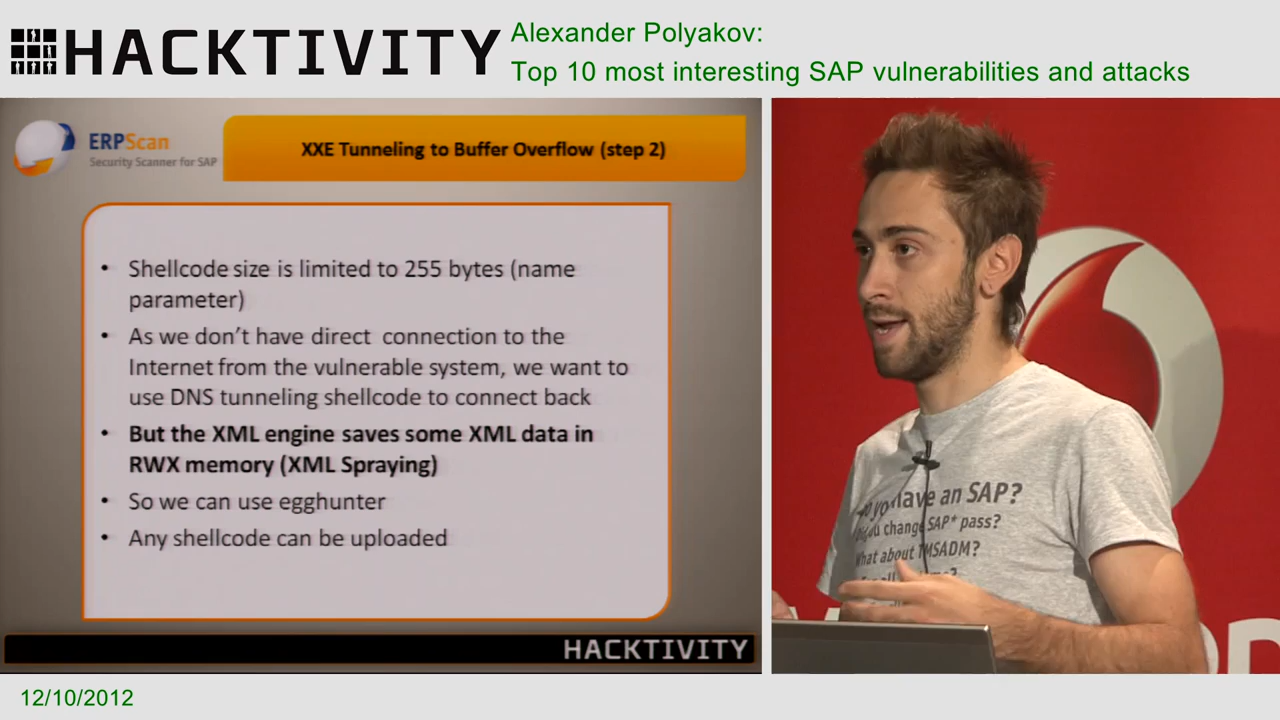 HACKTIVITY
Alexander Polyakov:
Top 10 most interesting SAP vulnerabilities and attacks
ERPScan
Security Scanner for SAP
XXE Tunneling to Buffer Overflow (step 2)
• Shellcode size is limited to 255 bytes (name
parameter)
• As we don’t have direct connection to the
Internet from the vulnerable system, we want to
use DNS tunneling shellcode to connect back
• But the XML engine saves some XML data in
RWX memory (XML Spraying)
• So we can use egghunter
• Any shellcode can be uploaded
HACKTIVITY
have an SAP?
change SAP* pass?
What about TMSADM?
12/10/2012